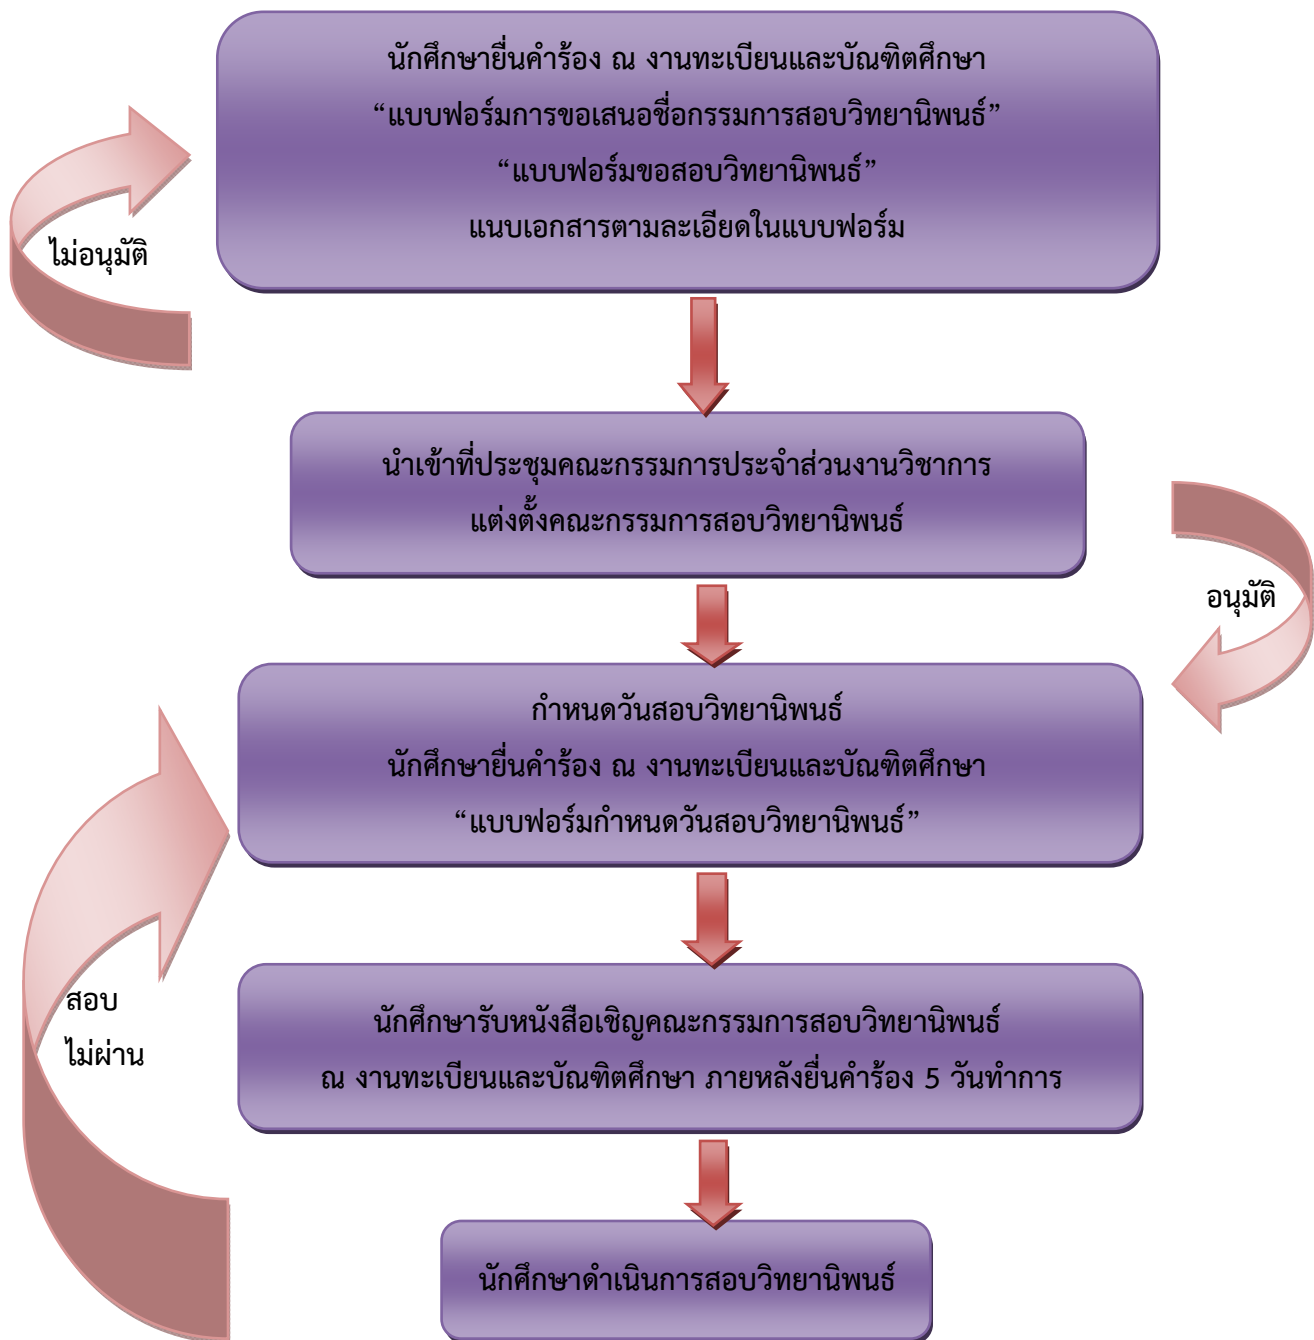 นักศึกษายื่นคำร้อง ณ งานทะเบียนและบัณฑิตศึกษา
“แบบฟอร์มการขอเสนอชื่อกรรมการสอบวิทยานิพนธ์”
“แบบฟอร์มขอสอบวิทยานิพนธ์”
แนบเอกสารตามละเอียดในแบบฟอร์ม
ไม่อนุมัติ
นำเข้าที่ประชุมคณะกรรมการประจำส่วนงานวิชาการ
แต่งตั้งคณะกรรมการสอบวิทยานิพนธ์
อนุมัติ
กำหนดวันสอบวิทยานิพนธ์
นักศึกษายื่นคำร้อง ณ งานทะเบียนและบัณฑิตศึกษา
“แบบฟอร์มกำหนดวันสอบวิทยานิพนธ์”
สอบ
ไม่ผ่าน
นักศึกษารับหนังสือเชิญคณะกรรมการสอบวิทยานิพนธ์
ณ งานทะเบียนและบัณฑิตศึกษา ภายหลังยื่นคำร้อง 5 วันทำการ
นักศึกษาดำเนินการสอบวิทยานิพนธ์